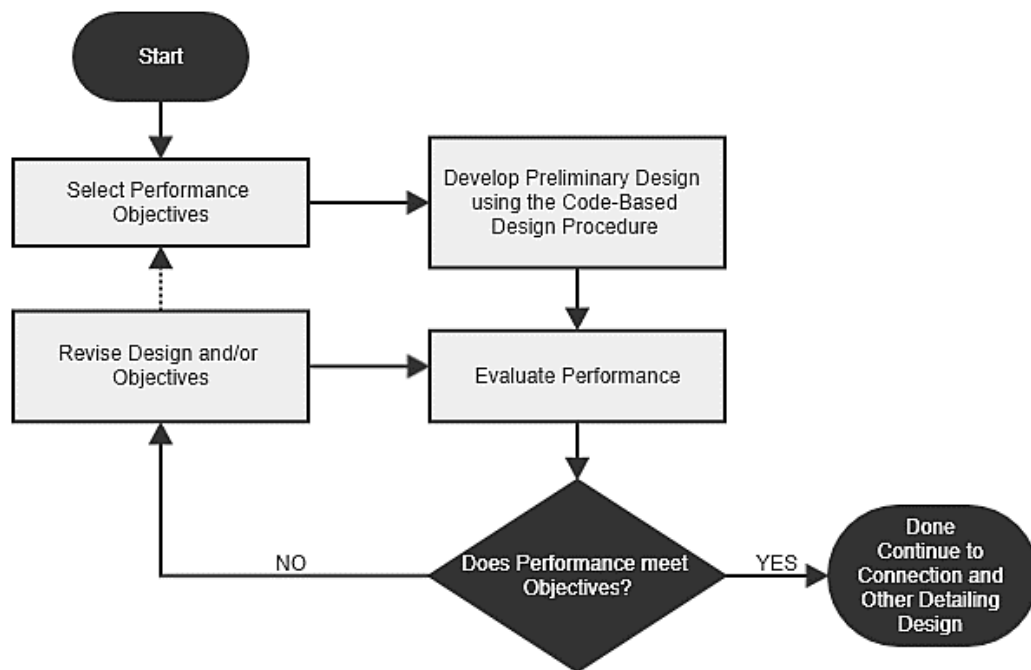 Start
Select Performance
Objectives
Develop Preliminary Design
using the Code-Based
Design Procedure
Revise Design and/or
Objectives
Evaluate Performance
Does Performance meet
Objectives?
NO
YES
Done
Continue to
Connection and
Other Detailing
Design